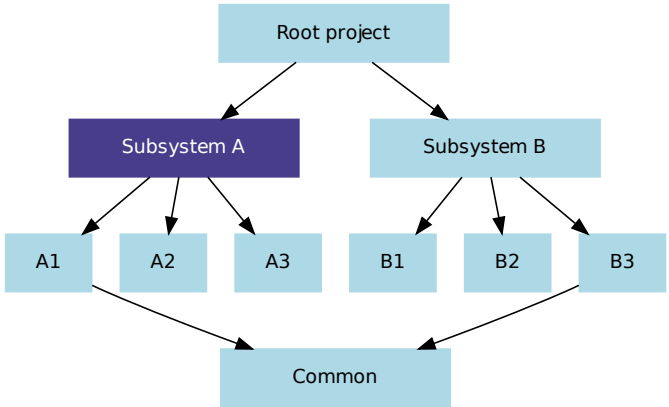 Root project
Subsystem A
Subsystem B
A1
A2
A3
B1
B2
B3
Common